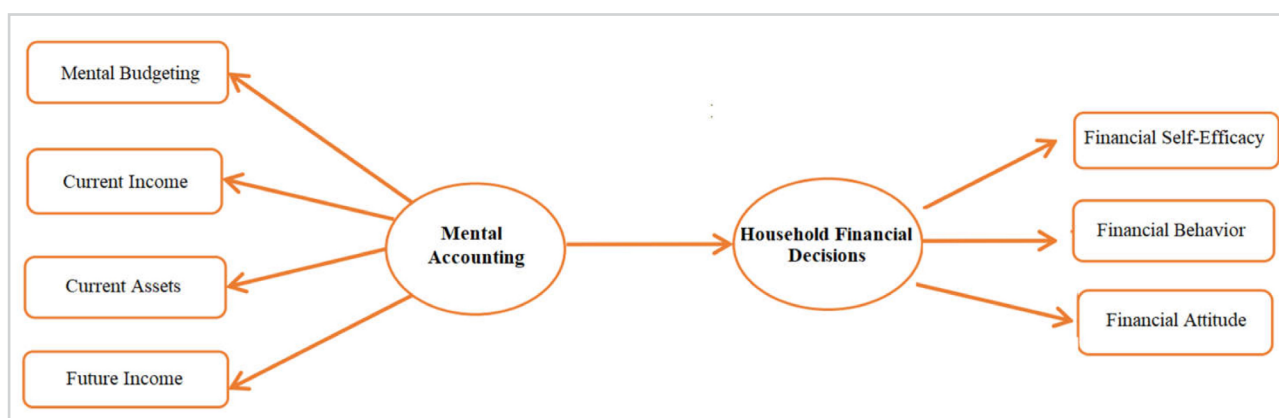 Mental Budgeting
Current Income
Current Assets
Future Income
Mental
Accounting
Household Financial
Decisions
Financial Self-Efficacy
Financial Behavior
Financial Attitude